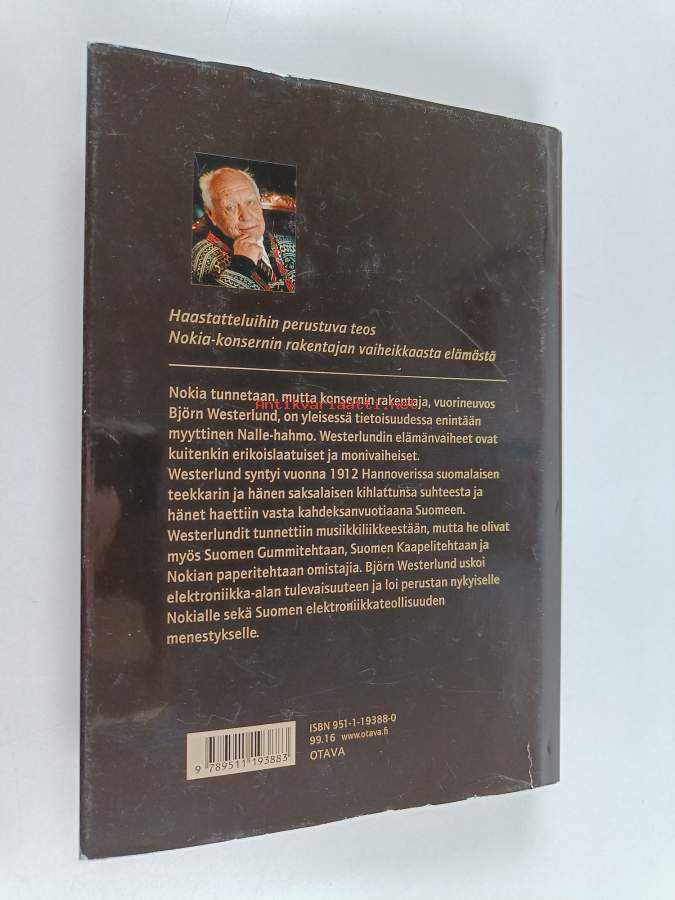 Haastatteluihin perustuva teos
Nokia-konsernin rakentajan vaiheikkaasta elämästä
Nokia tunnetaan, mutta konsernin rakentaja, vuorineuvos
Antikvariaatti.net
Björn Westerlund, on yleisessä tietoisuudessa enintään
myyttinen Nalle-hahmo. Westerlundin elämänvaiheet ovat
kuitenkin erikoislaatuiset ja monivaiheiset.
Westerlund syntyi vuonna 1912 Hannoverissa suomalaisen
teekkarin ja hänen saksalaisen kihlattunsa suhteesta ja
hänet haettiin vasta kahdeksanvuotiaana Suomeen.
Westerlundit tunnettiin musiikkiliikkeestään, mutta he olivat
myös Suomen Gummitehtaan, Suomen Kaapelitehtaan ja
Nokian paperitehtaan omistajia. Björn Westerlund uskoi
elektroniikka-alan tulevaisuuteen ja loi perustan nykyiselle
Nokialle sekä Suomen elektroniikkateollisuuden
menestykselle.
ISBN 951-1-19388-0
99.16 www.otava.fi
OTAVA
9 789511 193883